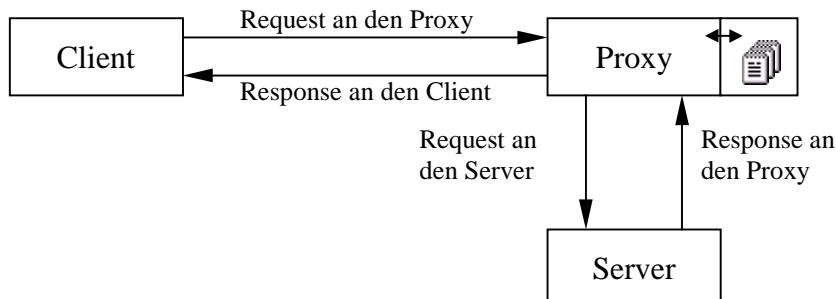 Request an den Proxy
Client
Proxy
Response an den Client
Request an
den Server
Response an
den Proxy
Server